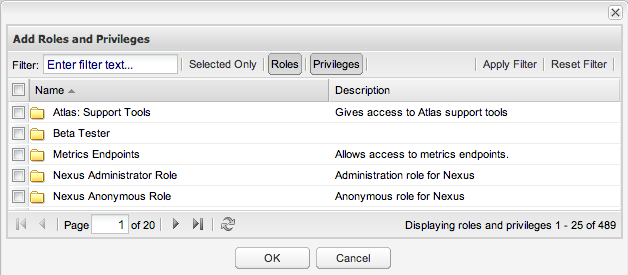 Add Roles and Privileges
Filter: Enter filter text... Selected Only Roles Privileges Apply Filter Reset Filter
Name Description
Atlas: Support Tools Gives access to Atlas support tools
Beta Tester
Metrics Endpoints Allows access to metrics endpoints.
Nexus Administrator Role Administration role for Nexus
Nexus Anonymous Role Anonymous role for Nexus
Page 1 of 20 Displaying roles and privileges 1 - 25 of 489
OK Cancel